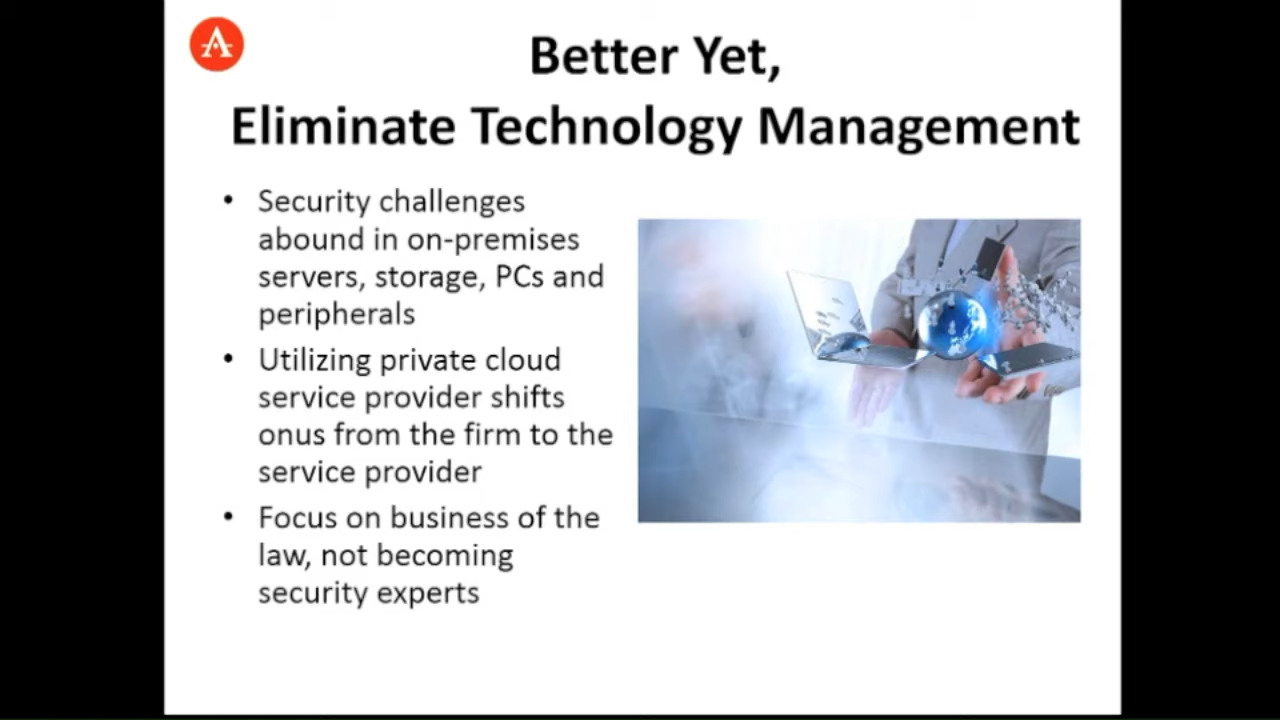 Better Yet,
Eliminate Technology Management
• Security challenges
abound in on-premises
servers, storage, PCs and
peripherals
• Utilizing private cloud
service provider shifts
onus from the firm to the
service provider
• Focus on business of the
law, not becoming
security experts